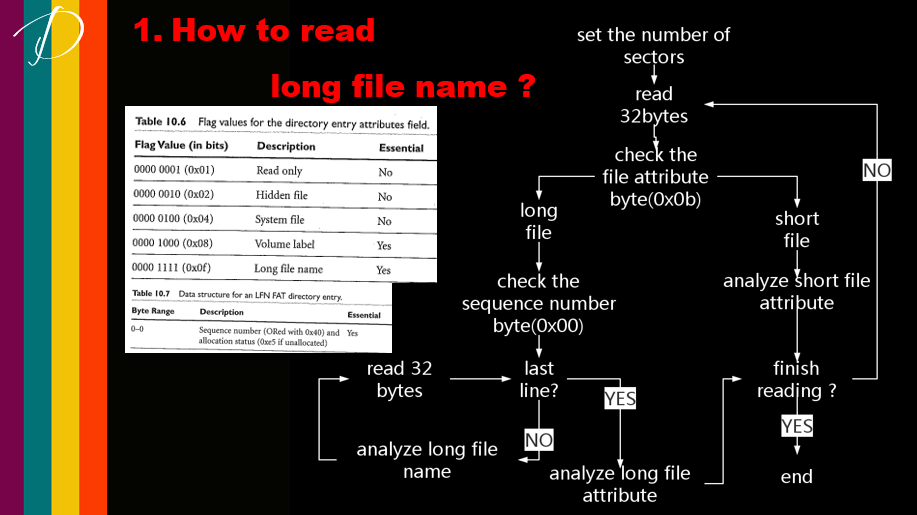 1. How to read
long file name ?
Table 10.6 Flag values for the directory entry attributes field.
Flag Value (in bits) Description Essential
0000 0001 (0x01) Read only No
0000 0010 (0x02) Hidden file No
0000 0100 (0x04) System file No
0000 1000 (0x08) Volume label Yes
0000 1111 (0x0f) Long file name Yes
Table 10.7 Data structure for an LFN FAT directory entry.
Byte Range Description Essential
0–0 Sequence number (ORed with 0x40) and Yes
allocation status (0xe5 if unallocated)
set the number of
sectors
read
32bytes
check the
file attribute
byte(0x0b)
NO
long
file
short
file
check the
sequence number
byte(0x00)
analyze short file
attribute
read 32
bytes
last
line?
YES
finish
reading ?
NO
YES
analyze long file
name
analyze long file
attribute
end